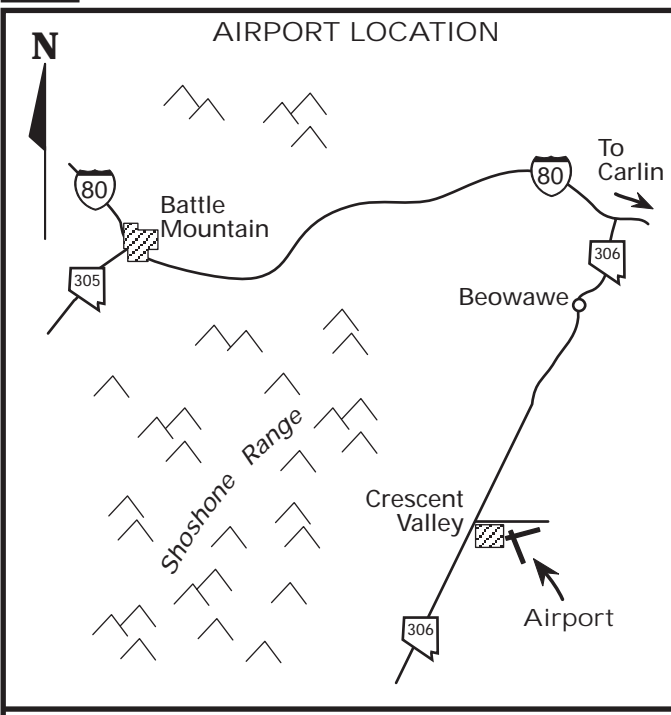 AIRPORT LOCATION
N
To
Carlin
80
80
Battle
Mountain
306
305
Beowawe
Shoshone Range
Crescent
Valley
Airport
306